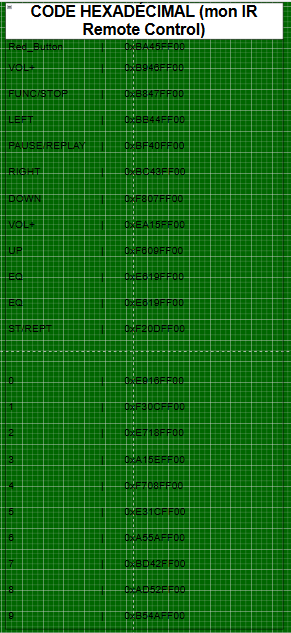 CODE HEXADÉCIMAL (mon IR
Remote Control)
Red_Button | 0xBA45FF00
VOL+ | 0xB946FF00
FUNC/STOP | 0xB847FF00
LEFT | 0xBB44FF00
PAUSE/REPLAY | 0xBF40FF00
RIGHT | 0xBC43FF00
DOWN | 0xF807FF00
VOL+ | 0xEA15FF00
UP | 0xF609FF00
EQ | 0xE619FF00
EQ | 0xE619FF00
ST/REPT | 0xF20DFF00
0 | 0xE916FF00
1 | 0xF30CFF00
2 | 0xE718FF00
3 | 0xA15EFF00
4 | 0xF708FF00
5 | 0xE31CFF00
6 | 0xA55AFF00
7 | 0xBD42FF00
8 | 0xAD52FF00
9 | 0xB54AFF00